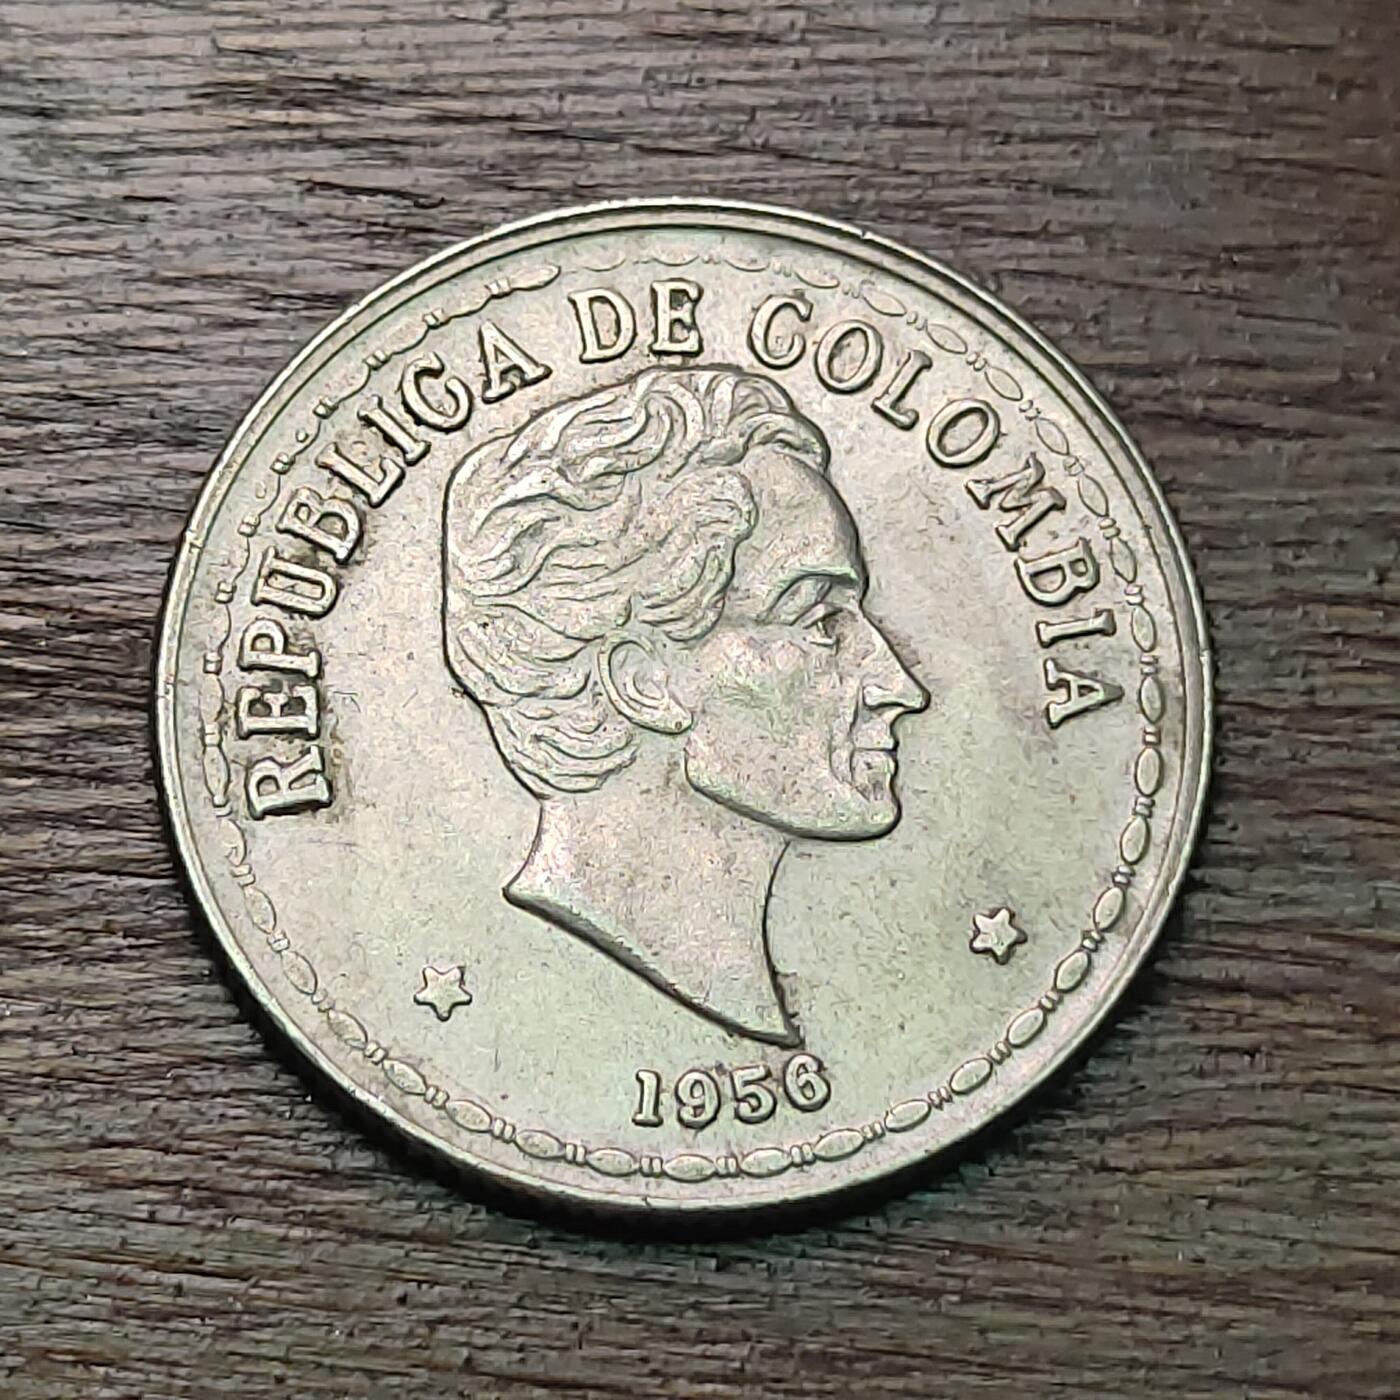 REPUBLICA DE COLOMBIA
1956